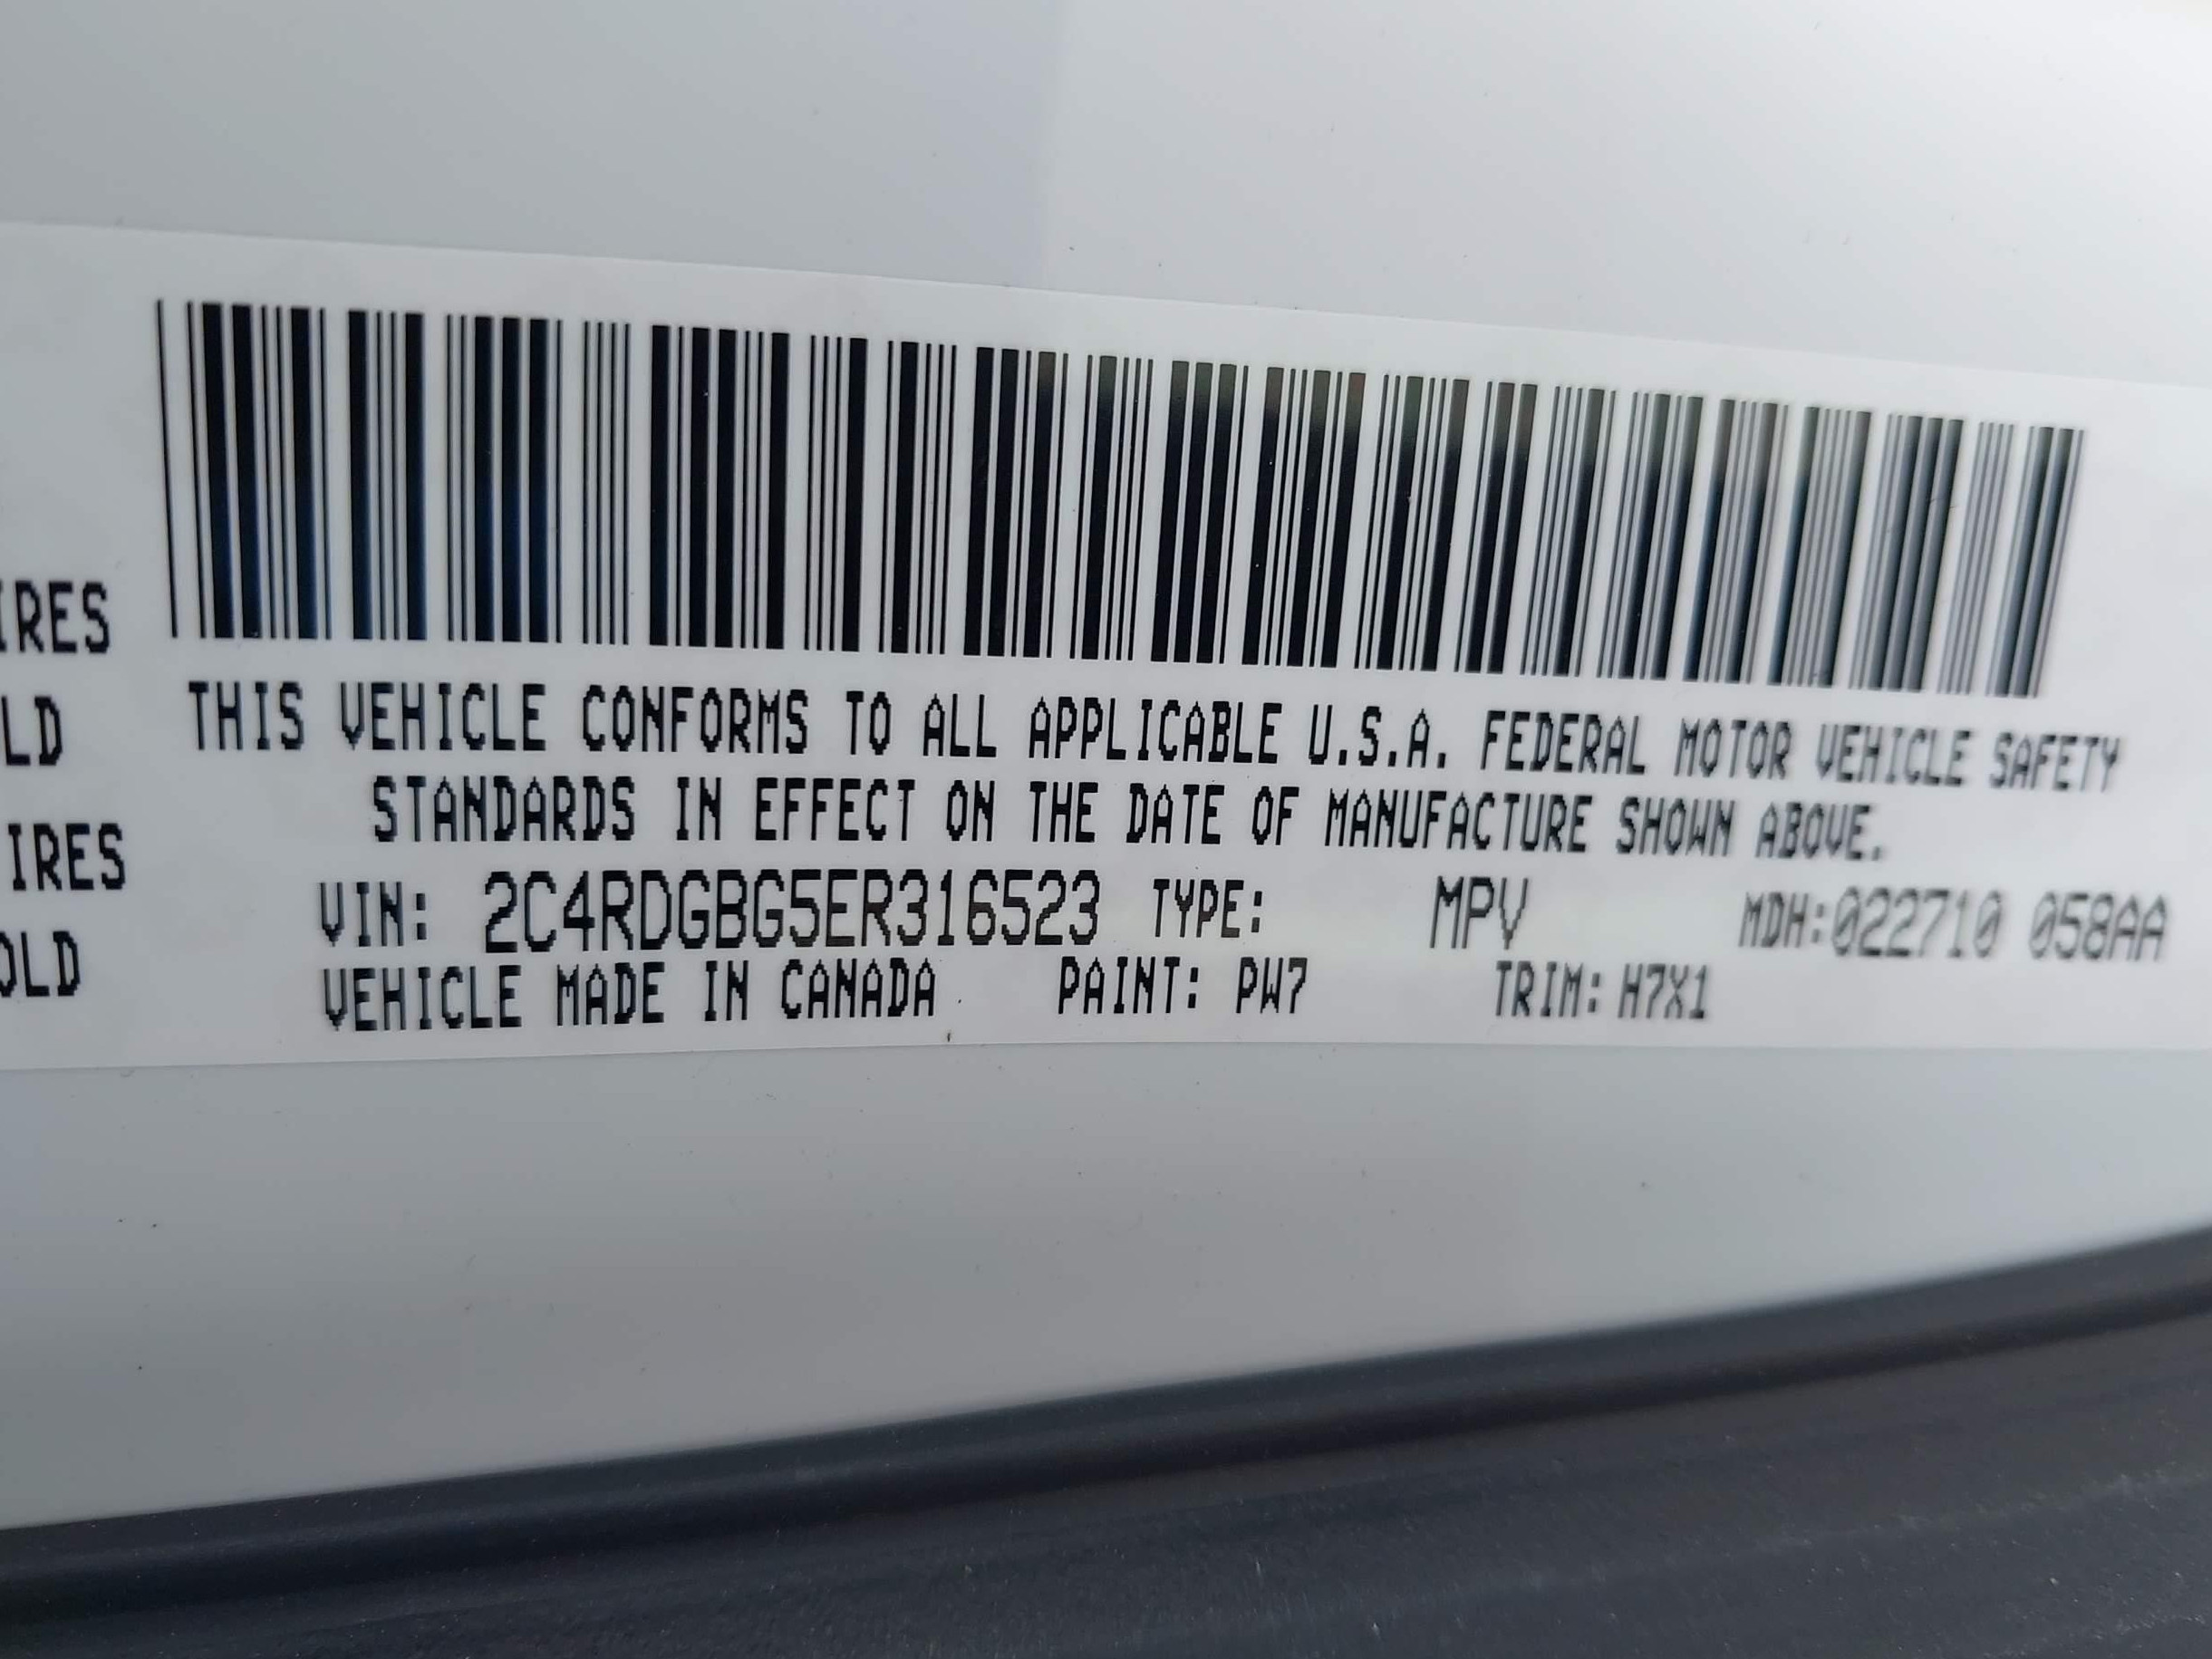 IRES
LD
IRES
OLD
THIS VEHICLE CONFORMS TO ALL APPLICABLE U.S.A. FEDERAL MOTOR VEHICLE SAFETY
STANDARDS IN EFFECT ON THE DATE OF MANUFACTURE SHOWN ABOVE.
VIN: 2C4RDGBG5ER316523 TYPE: MPV MDH:022710 058AA
VEHICLE MADE IN CANADA PAINT: PW7 TRIM: H7X1